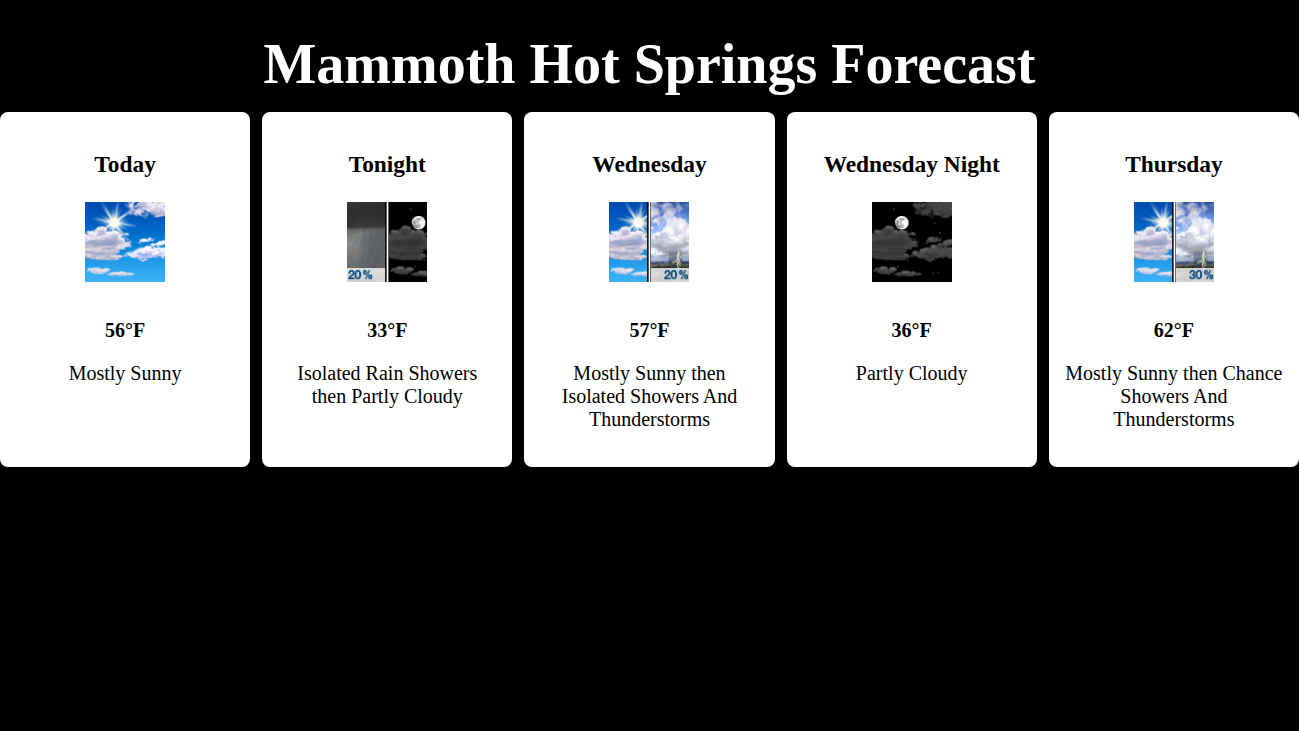 Mammoth Hot Springs Forecast
Today
56°F
Mostly Sunny
Tonight
20%
33°F
Isolated Rain Showers
then Partly Cloudy
Wednesday
20%
57°F
Mostly Sunny then
Isolated Showers And
Thunderstorms
Wednesday Night
36°F
Partly Cloudy
Thursday
30%
62°F
Mostly Sunny then Chance
Showers And
Thunderstorms